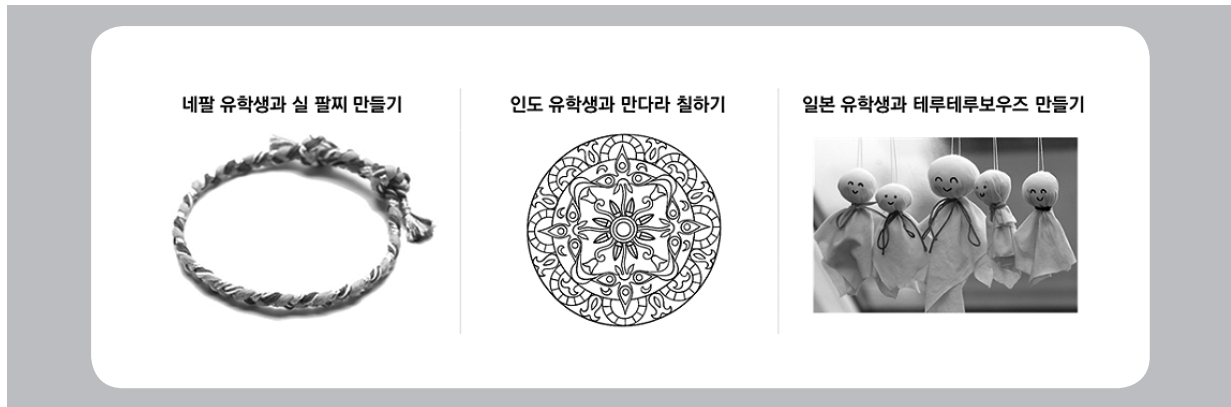 네팔 유학생과 실 팔찌 만들기
인도 유학생과 만다라 칠하기
일본 유학생과 테루테루보우즈 만들기